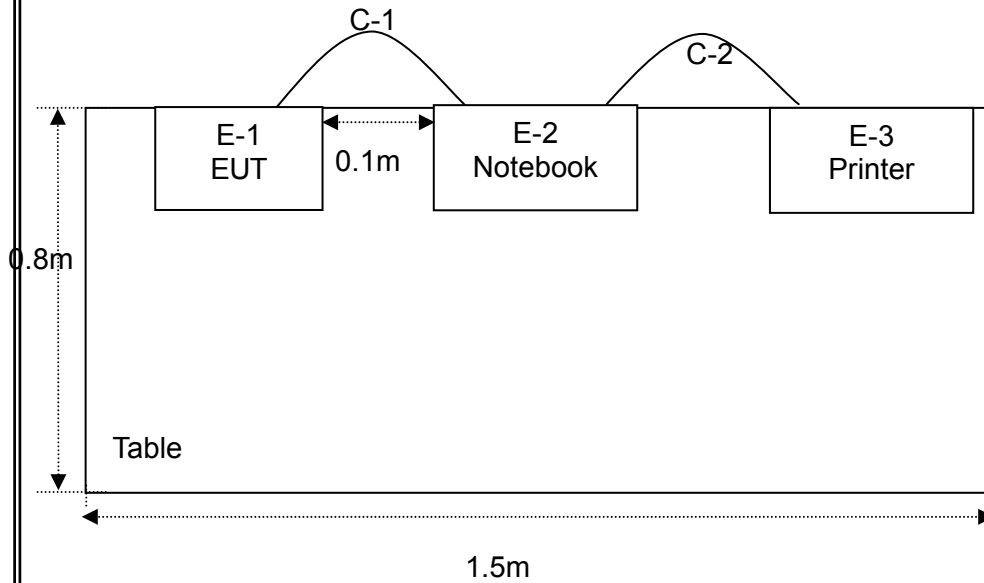 C-1
C-2
E-1
EUT
0.1m
E-2
Notebook
E-3
Printer
0.8m
Table
1.5m